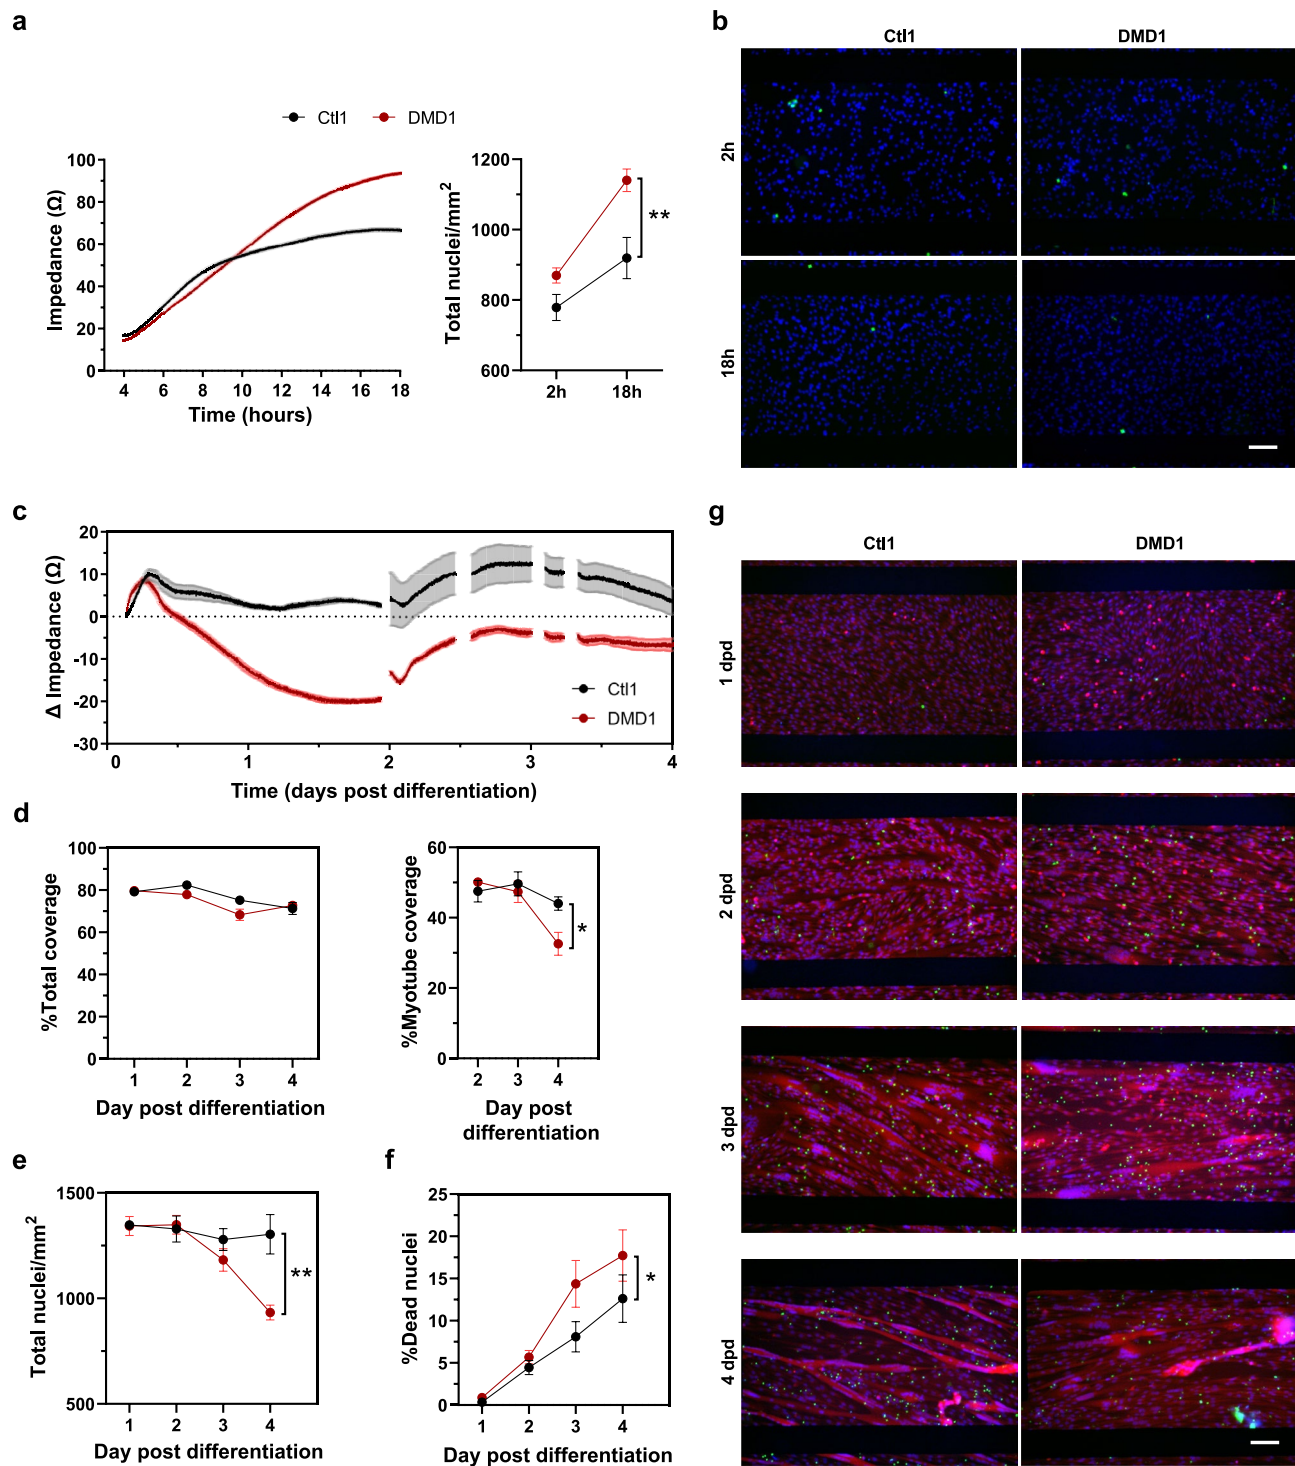 a
Ctl1
DMD1
Impedance (Ω)
100
80
60
40
20
0
4 6 8 10 12 14 16 18
Time (hours)
Total nuclei/mm²
1200
1000
800
600
2h 18h
**
b
Ctl1 DMD1
2h
18h
c
Δ Impedance (Ω)
20
10
0
-10
-20
-30
0 1 2 3 4
Ctl1
DMD1
Time (days post differentiation)
d
%Total coverage
100
80
60
40
20
0
1 2 3 4
Day post differentiation
%Myotube coverage
60
40
20
0
2 3 4
*
Day post
differentiation
e
Total nuclei/mm²
1500
1000
500
1 2 3 4
**
Day post differentiation
f
%Dead nuclei
25
20
15
10
5
0
1 2 3 4
*
Day post differentiation
g
Ctl1 DMD1
1 dpd
2 dpd
3 dpd
4 dpd